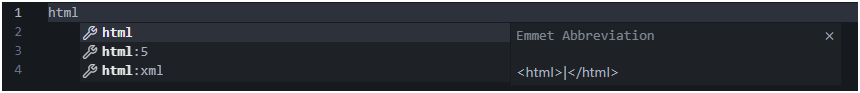 1 html
2 html
3 html:5
4 html:xml
Emmet Abbreviation ×
<html>|</html>